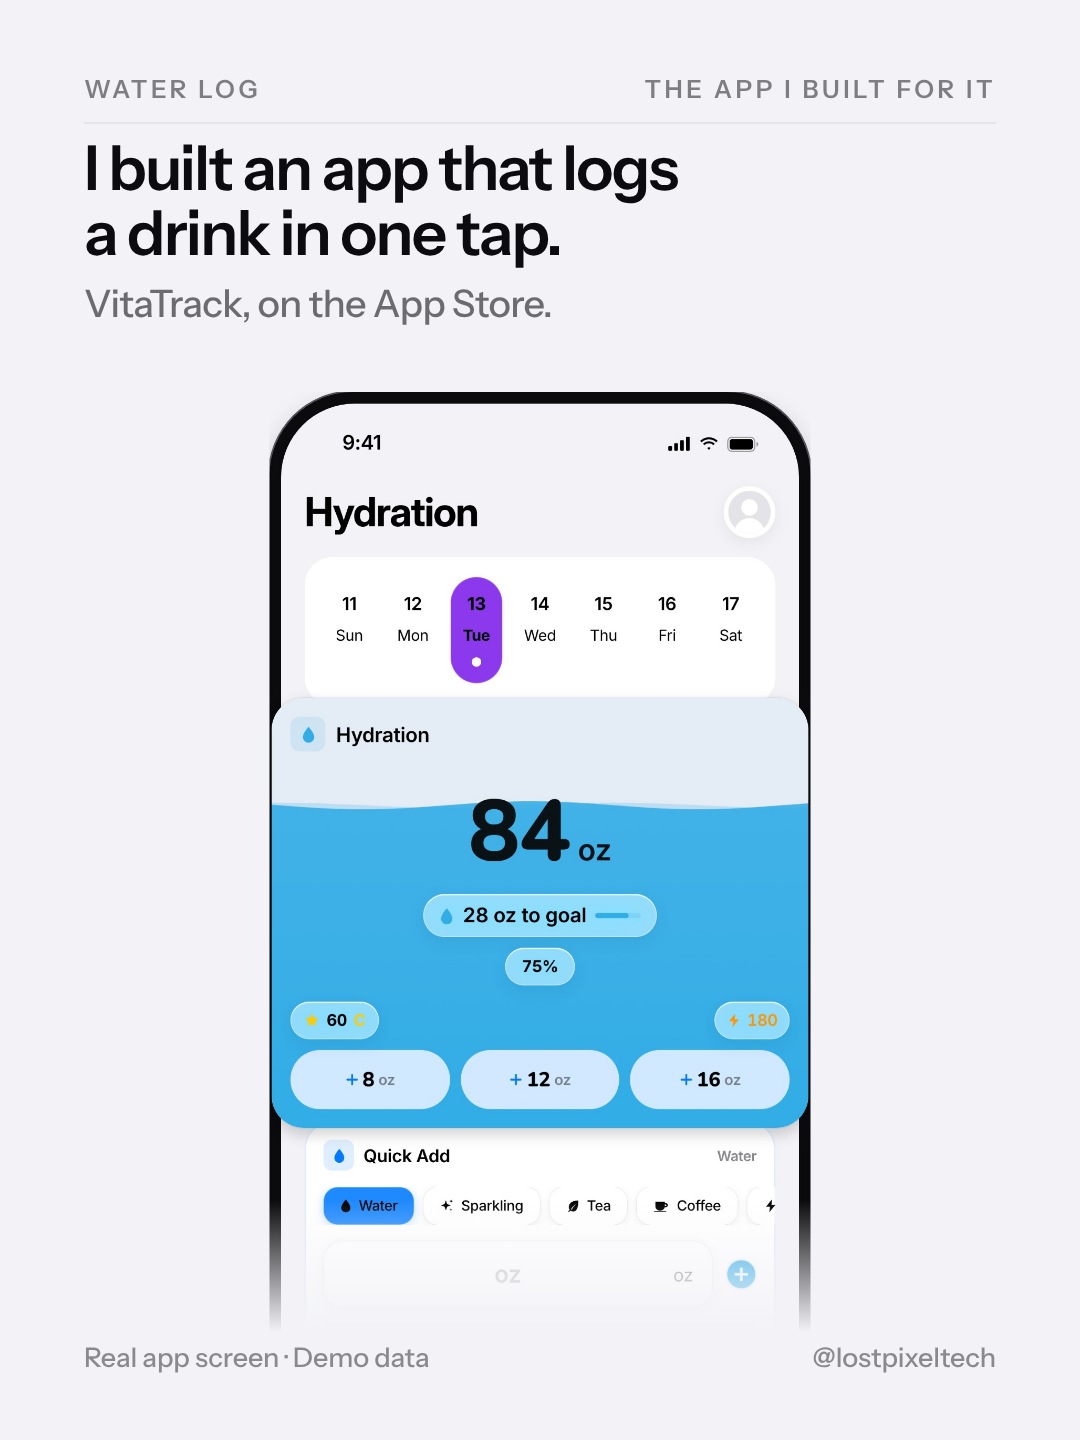 WATER LOG
THE APP I BUILT FOR IT
I built an app that logs
a drink in one tap.
VitaTrack, on the App Store.
9:41
Hydration
11 12 13 14 15 16 17
Sun Mon Tue Wed Thu Fri Sat
Hydration
84 oz
28 oz to goal
75%
60 C
180
+ 8 oz
+ 12 oz
+ 16 oz
Quick Add
Water
Water Sparkling Tea Coffee
oz
oz
Real app screen · Demo data
@lostpixeltech